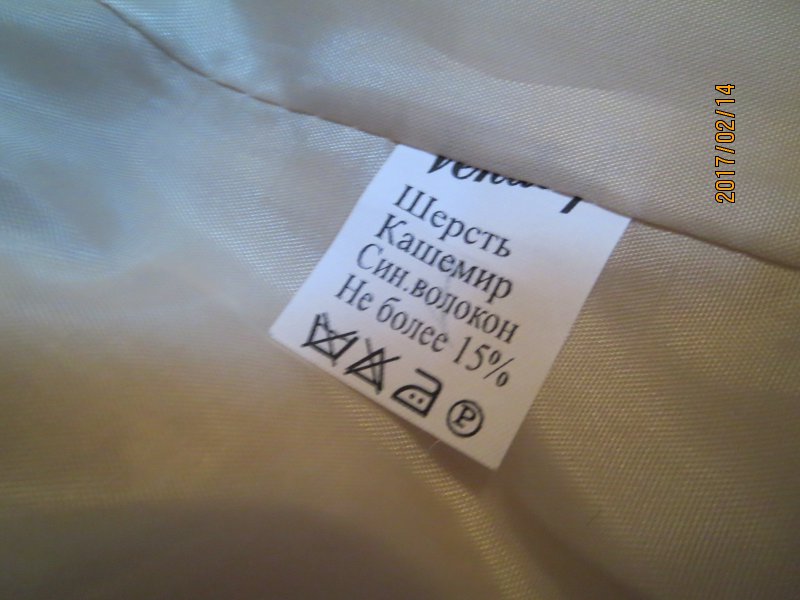 Шерсть
Кашемир
Син.волокон
Не более 15%
P
2017/02/14